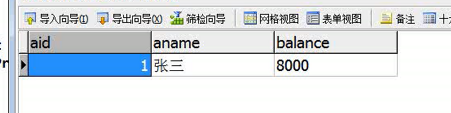 导入向导(I) 导出向导(X) 筛检向导 网格视图 表单视图 备注
aid aname balance
1 张三 8000